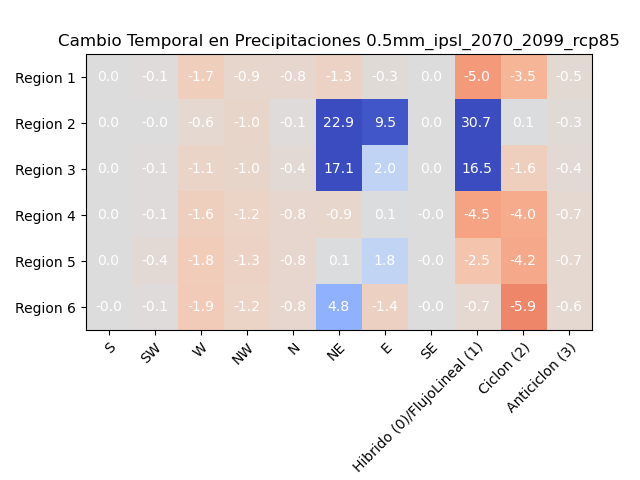 Cambio Temporal en Precipitaciones 0.5mm_ipsl_2070_2099_rcp85
Region 1 0.0 -0.1 -1.7 -0.9 -0.8 -1.3 -0.3 0.0 -5.0 -3.5 -0.5
Region 2 0.0 -0.0 -0.6 -1.0 -0.1 22.9 9.5 0.0 30.7 0.1 -0.3
Region 3 0.0 -0.1 -1.1 -1.0 -0.4 17.1 2.0 0.0 16.5 -1.6 -0.4
Region 4 0.0 -0.1 -1.6 -1.2 -0.8 -0.9 0.1 -0.0 -4.5 -4.0 -0.7
Region 5 0.0 -0.4 -1.8 -1.3 -0.8 0.1 1.8 -0.0 -2.5 -4.2 -0.7
Region 6 -0.0 -0.1 -1.9 -1.2 -0.8 4.8 -1.4 -0.0 -0.7 -5.9 -0.6
S SW W NW N NE E SE Hibrido (0)/FlujoLineal (1) Ciclon (2) Anticiclon (3)